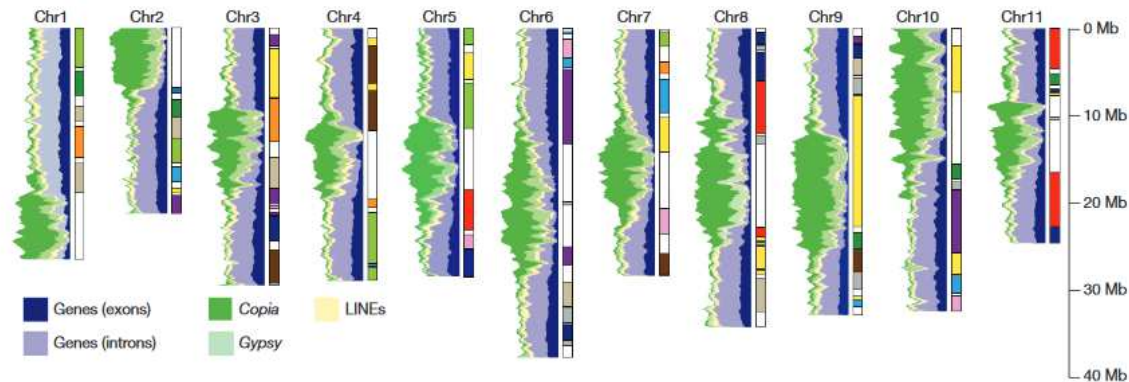 Chr1 Chr2 Chr3 Chr4 Chr5 Chr6 Chr7 Chr8 Chr9 Chr10 Chr11
0 Mb
10 Mb
20 Mb
30 Mb
40 Mb
Genes (exons) Copia LINEs
Genes (introns) Gypsy